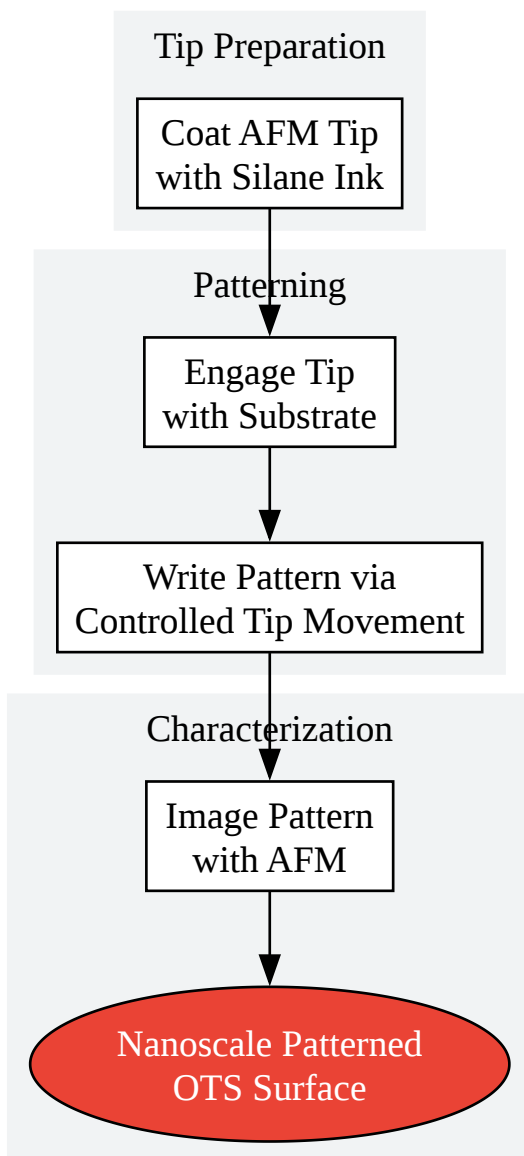 Tip Preparation
Coat AFM Tip
with Silane Ink
Patterning
Engage Tip
with Substrate
Write Pattern via
Controlled Tip Movement
Characterization
Image Pattern
with AFM
Nanoscale Patterned
OTS Surface